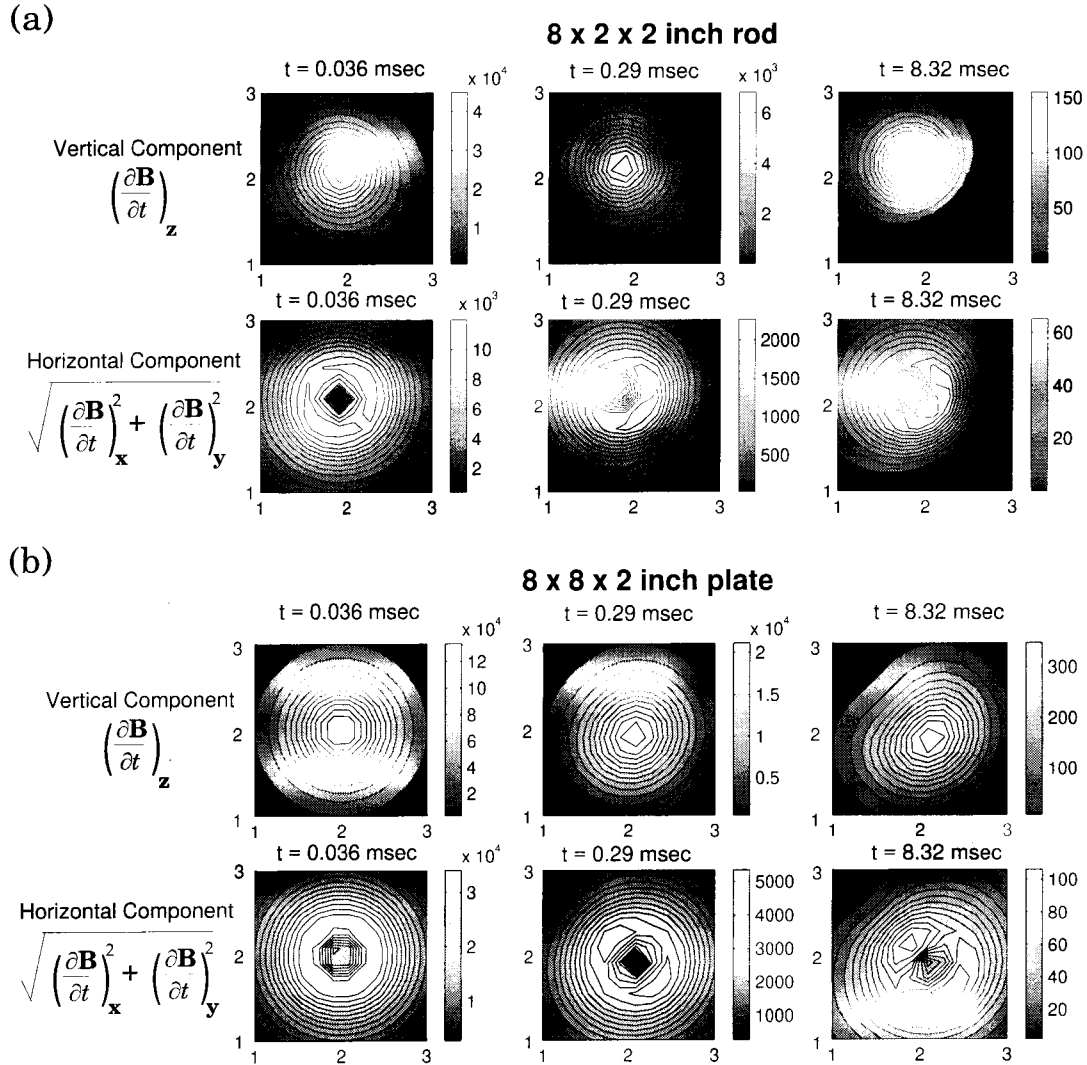 (a)
8 x 2 x 2 inch rod
t = 0.036 msec
t = 0.29 msec
t = 8.32 msec
Vertical Component
(∂B/∂t)z
x 10^4
4
3
2
1
x 10^3
6
4
2
150
100
50
3
2
1
1 2 3
1 2 3
1 2 3
t = 0.036 msec
t = 0.29 msec
t = 8.32 msec
Horizontal Component
√(∂B/∂t)²x + (∂B/∂t)²y
x 10^3
10
8
6
4
2
2000
1500
1000
500
60
40
20
3
2
1
1 2 3
3
2
1
1 2 3
3
2
1
1 2 3
(b)
8 x 8 x 2 inch plate
t = 0.036 msec
t = 0.29 msec
t = 8.32 msec
Vertical Component
(∂B/∂t)z
x 10^4
12
10
8
6
4
2
x 10^4
2
1.5
1
0.5
300
200
100
3
2
1
1 2 3
3
2
1
1 2 3
3
2
1
1 2 3
t = 0.036 msec
t = 0.29 msec
t = 8.32 msec
Horizontal Component
√(∂B/∂t)²x + (∂B/∂t)²y
x 10^4
3
2
1
5000
4000
3000
2000
1000
100
80
60
40
20
3
2
1
1 2 3
3
2
1
1 2 3
3
2
1
1 2 3